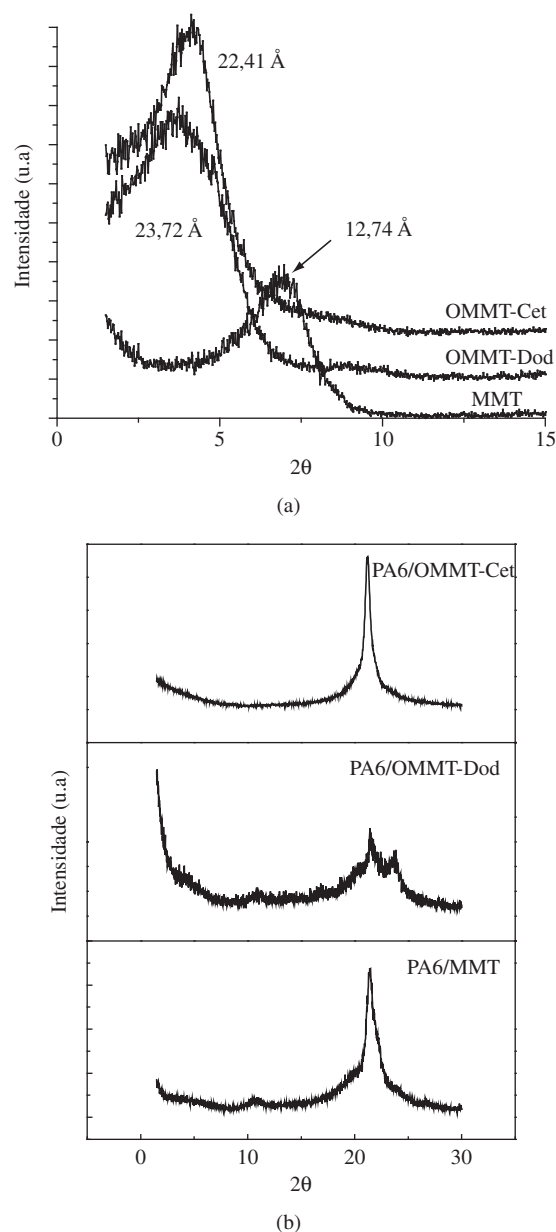 22,41 Å
23,72 Å
12,74 Å
OMMT-Cet
OMMT-Dod
MMT
Intensidade (u.a)
0
5
10
15
2θ
(a)
PA6/OMMT-Cet
PA6/OMMT-Dod
PA6/MMT
Intensidade (u.a)
0
10
20
30
2θ
(b)